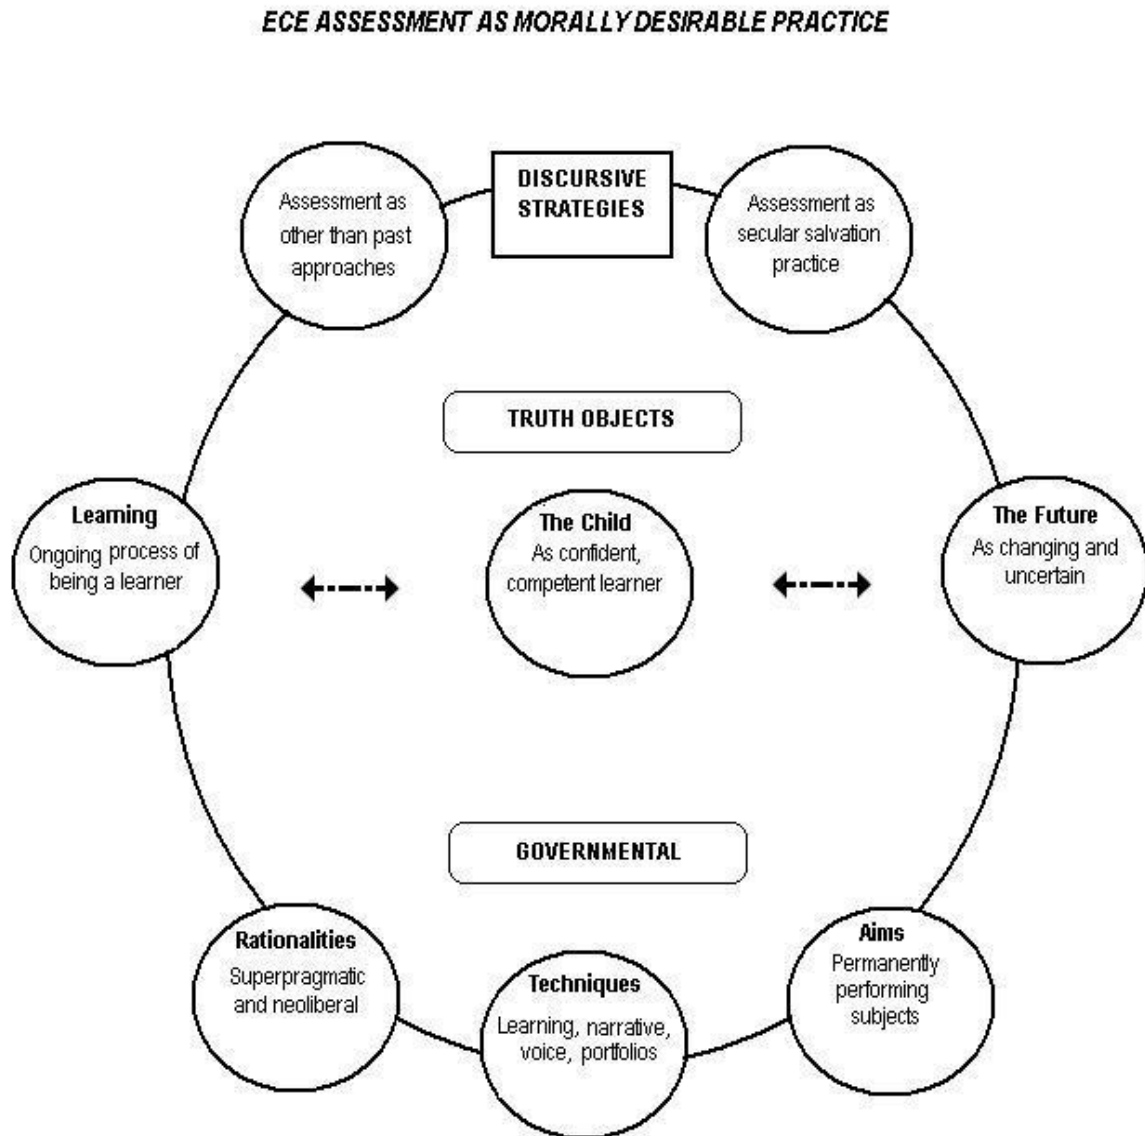 ECE ASSESSMENT AS MORALLY DESIRABLE PRACTICE
Assessment as
other than past
approaches
DISCURSIVE
STRATEGIES
Assessment as
secular salvation
practice
TRUTH OBJECTS
Learning
Ongoing process of
being a learner
The Child
As confident,
competent learner
The Future
As changing and
uncertain
GOVERNMENTAL
Rationalities
Superpragmatic
and neoliberal
Techniques
Learning, narrative,
voice, portfolios
Aims
Permanently
performing
subjects